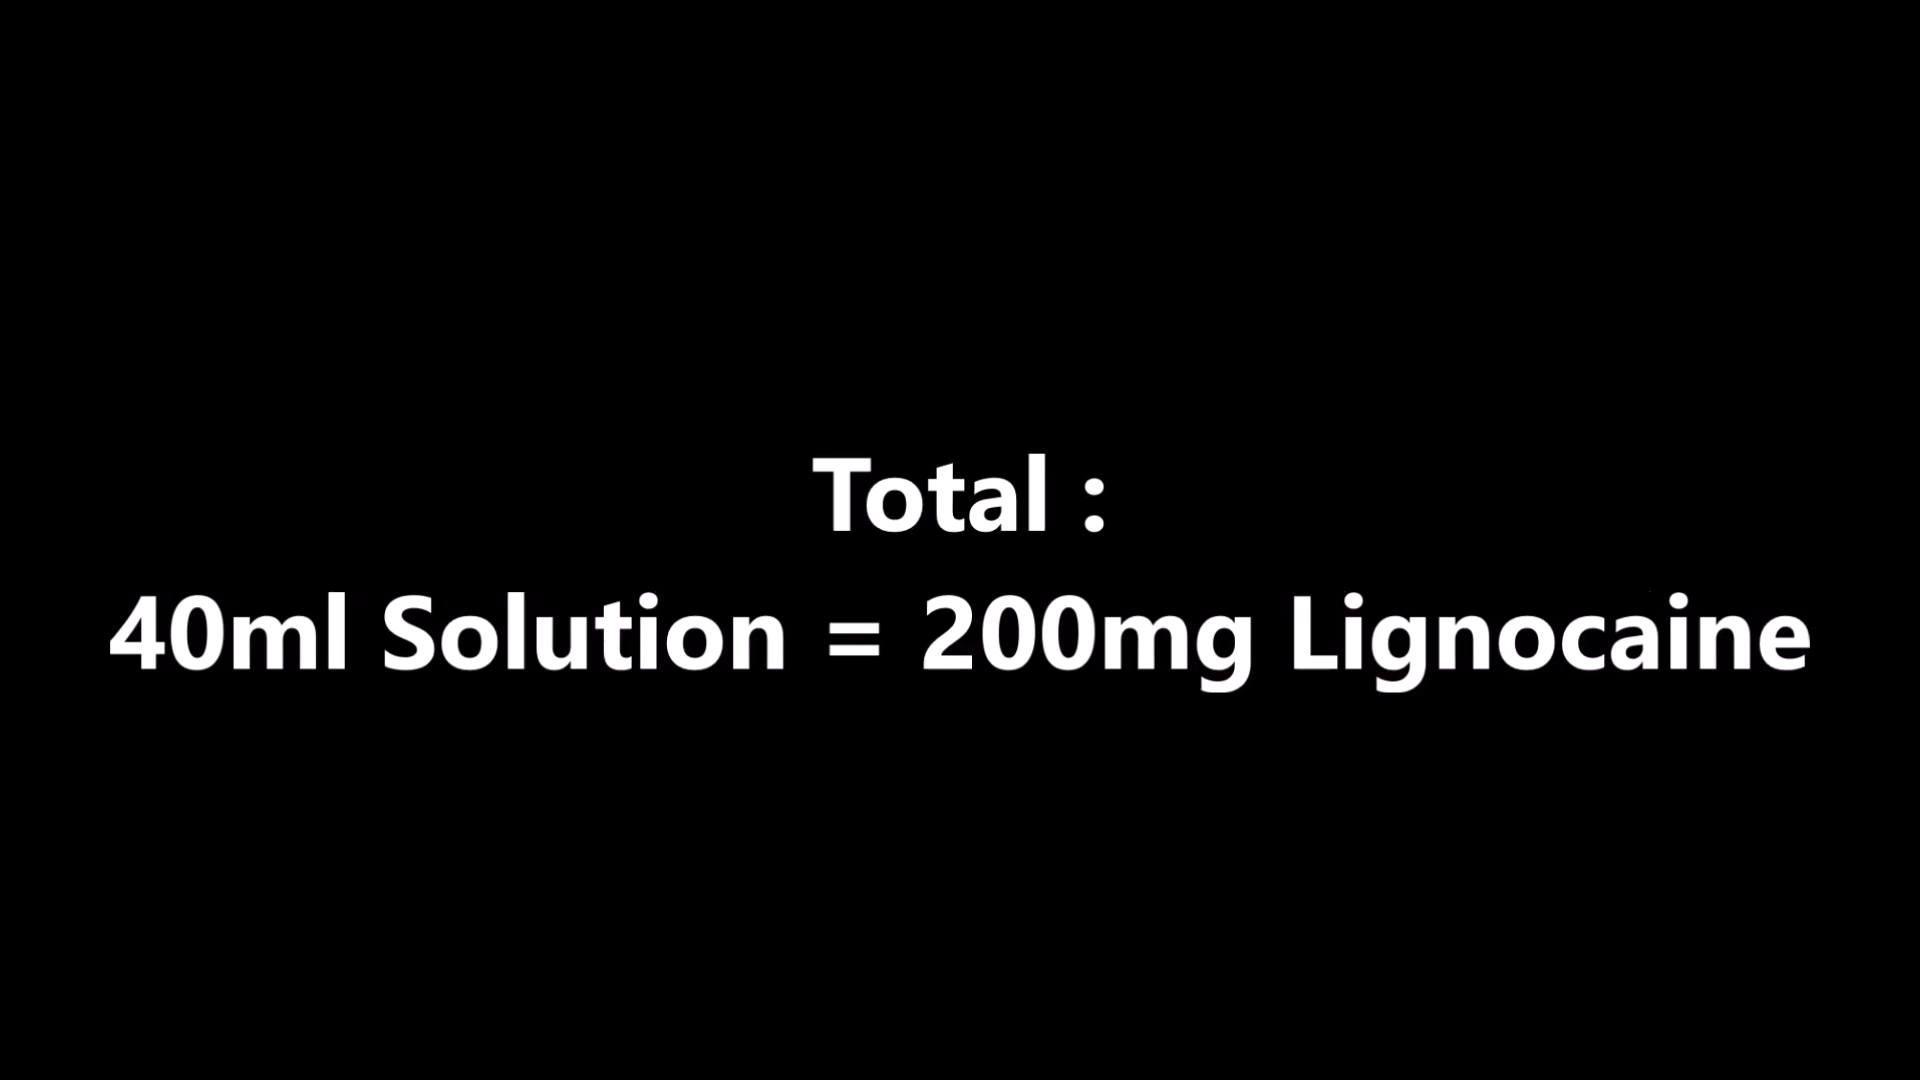 Total :
40ml Solution = 200mg Lignocaine